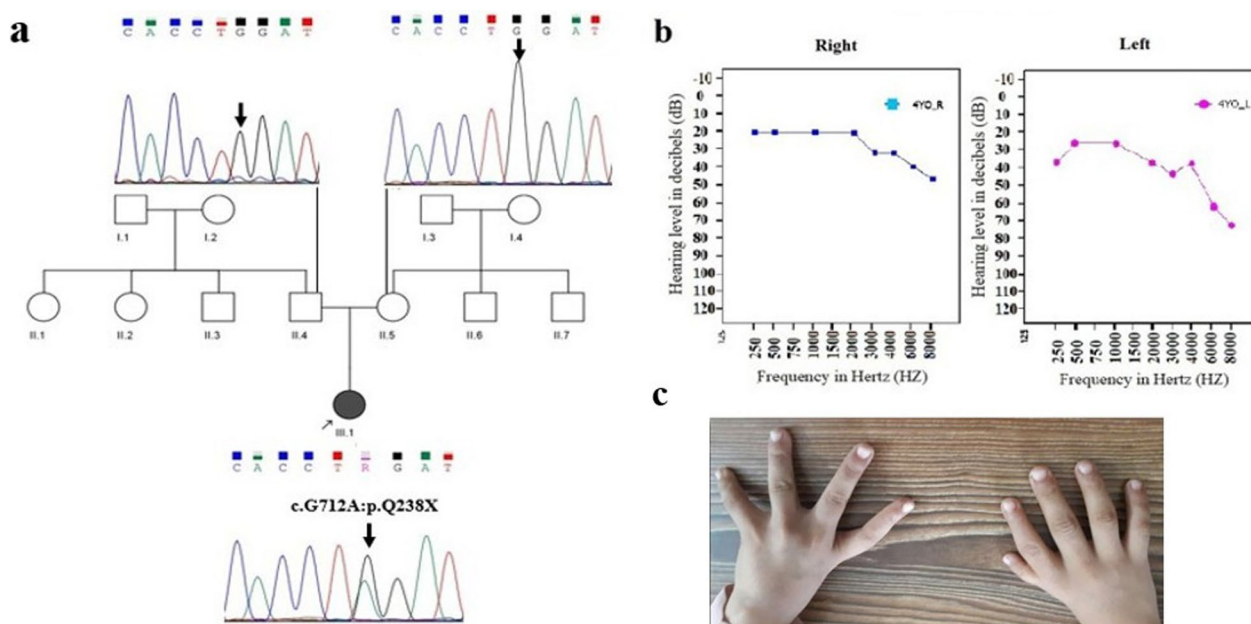 a
C A C C T G G A T
C A C C T G G A T
I.1
I.2
I.3
I.4
II.1
II.2
II.3
II.4
II.5
II.6
II.7
III.1
C A C C T R G A T
c.G712A:p.Q238X
b
Right
Hearing level in decibels (dB)
-10
0
10
20
30
40
50
60
70
80
90
100
110
120
4YO_R
250 500 750 1000 1500 2000 3000 4000 6000 8000
Frequency in Hertz (HZ)
Left
Hearing level in decibels (dB)
-10
0
10
20
30
40
50
60
70
80
90
100
110
120
4YO_L
125 250 500 750 1000 1500 2000 3000 4000 6000 8000
Frequency in Hertz (HZ)
c